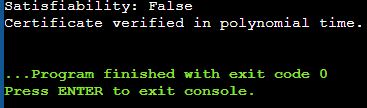 Satisfiability: False
Certificate verified in polynomial time.
...Program finished with exit code 0
Press ENTER to exit console.